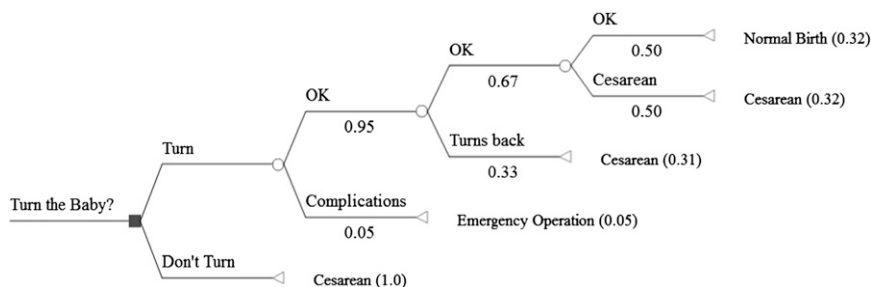 OK
0.50
Normal Birth (0.32)
OK
0.67
Cesarean
0.50
Cesarean (0.32)
OK
0.95
Turns back
0.33
Cesarean (0.31)
Turn
Complications
0.05
Emergency Operation (0.05)
Turn the Baby?
Don't Turn
Cesarean (1.0)